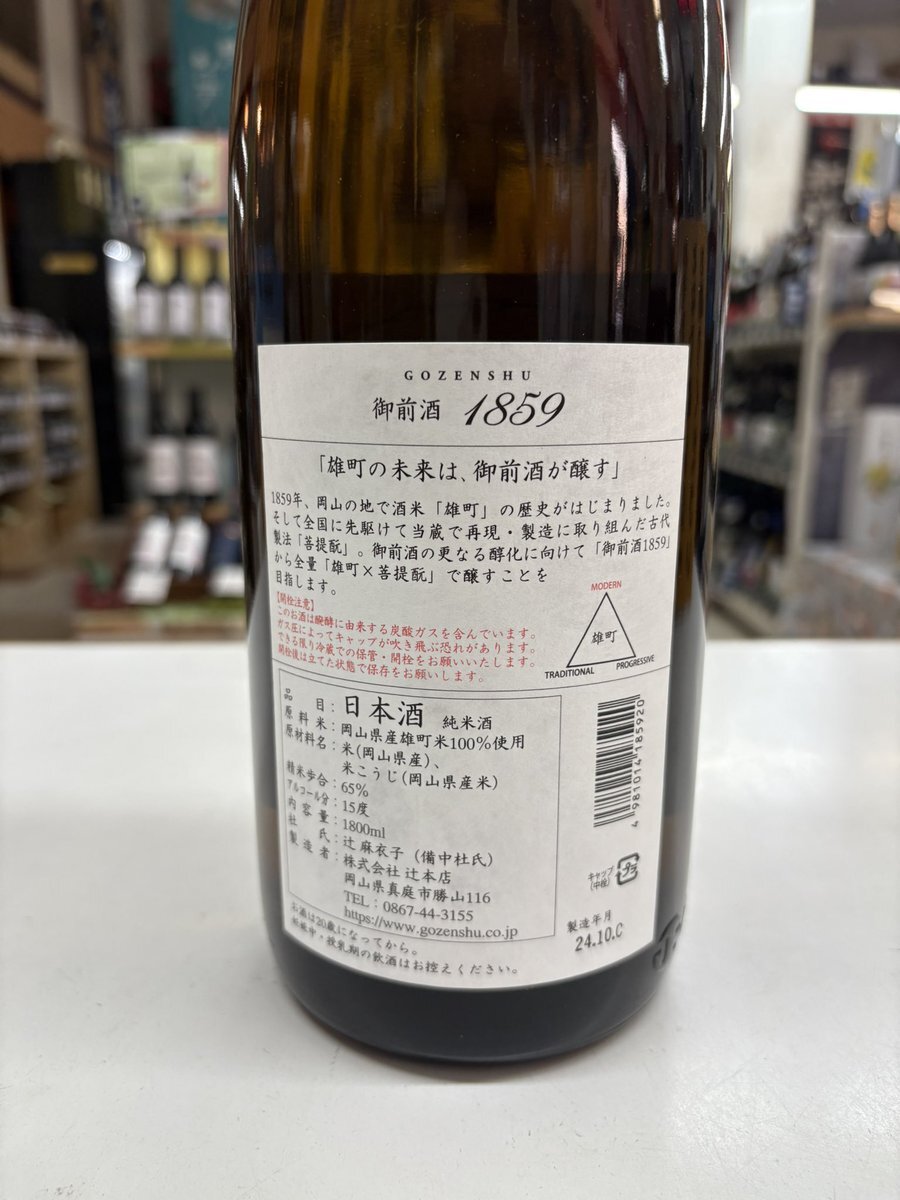 GOZENSHU
御前酒 1859
「雄町の未来は、御前酒が醸す」
1859年、岡山の地で酒米「雄町」の歴史がはじまりました。
そして全国に先駆けて当蔵で再現・製造に取り組んだ古代
製法「菩提酛」。御前酒の更なる醇化に向けて「御前酒1859」
から全量「雄町×菩提酛」で醸すことを
目指します。
【開栓注意】
このお酒は醗酵に由来する炭酸ガスを含んでいます。
ガス圧によってキャップが吹き飛ぶ恐れがあります。
できる限り冷蔵での保管・開栓をお願いいたします。
開栓後は立てた状態で保存をお願いします。
MODERN
雄町
TRADITIONAL
PROGRESSIVE
品目:日本酒 純米酒
原料米:岡山県産雄町米100%使用
原材料名:米(岡山県産)、
米こうじ(岡山県産米)
精米歩合:65%
アルコール分:15度
内容量:1800ml
杜氏:辻 麻衣子(備中杜氏)
製造者:株式会社 辻本店
岡山県真庭市勝山116
TEL:0867-44-3155
https://www.gozenshu.co.jp
お酒は20歳になってから。
妊娠中・授乳期の飲酒はお控えください。
4 981014 185920
キャップ
(中栓)
プラ
製造年月
24.10.C